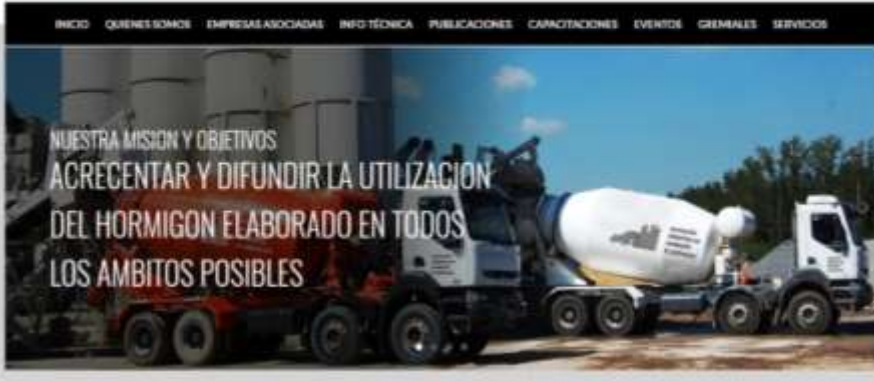 INICIO QUIENES SOMOS EMPRESAS ASOCIADAS INFO TÉCNICA PUBLICACIONES CAPACITACIONES EVENTOS GREMIALES SERVICIOS
NUESTRA MISION Y OBJETIVOS
ACRECENTAR Y DIFUNDIR LA UTILIZACION
DEL HORMIGON ELABORADO EN TODOS
LOS AMBITOS POSIBLES